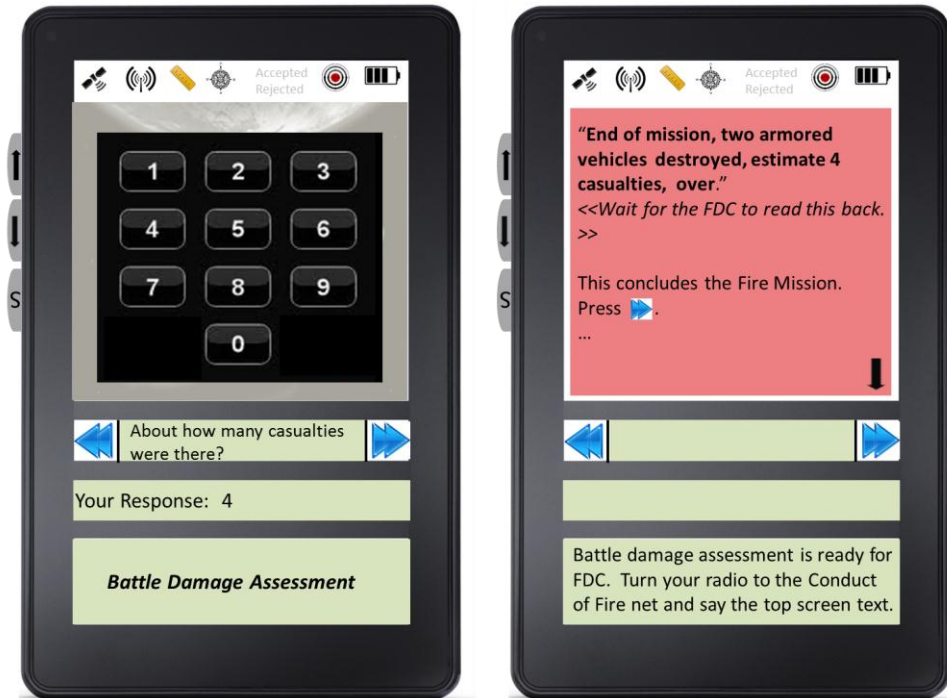 Accepted
Rejected
1 2 3
4 5 6
7 8 9
0
S
About how many casualties
were there?
Your Response: 4
Battle Damage Assessment
Accepted
Rejected
“End of mission, two armored
vehicles destroyed, estimate 4
casualties, over.”
<<Wait for the FDC to read this back.
>>
This concludes the Fire Mission.
Press .
…
S
Battle damage assessment is ready for
FDC. Turn your radio to the Conduct
of Fire net and say the top screen text.